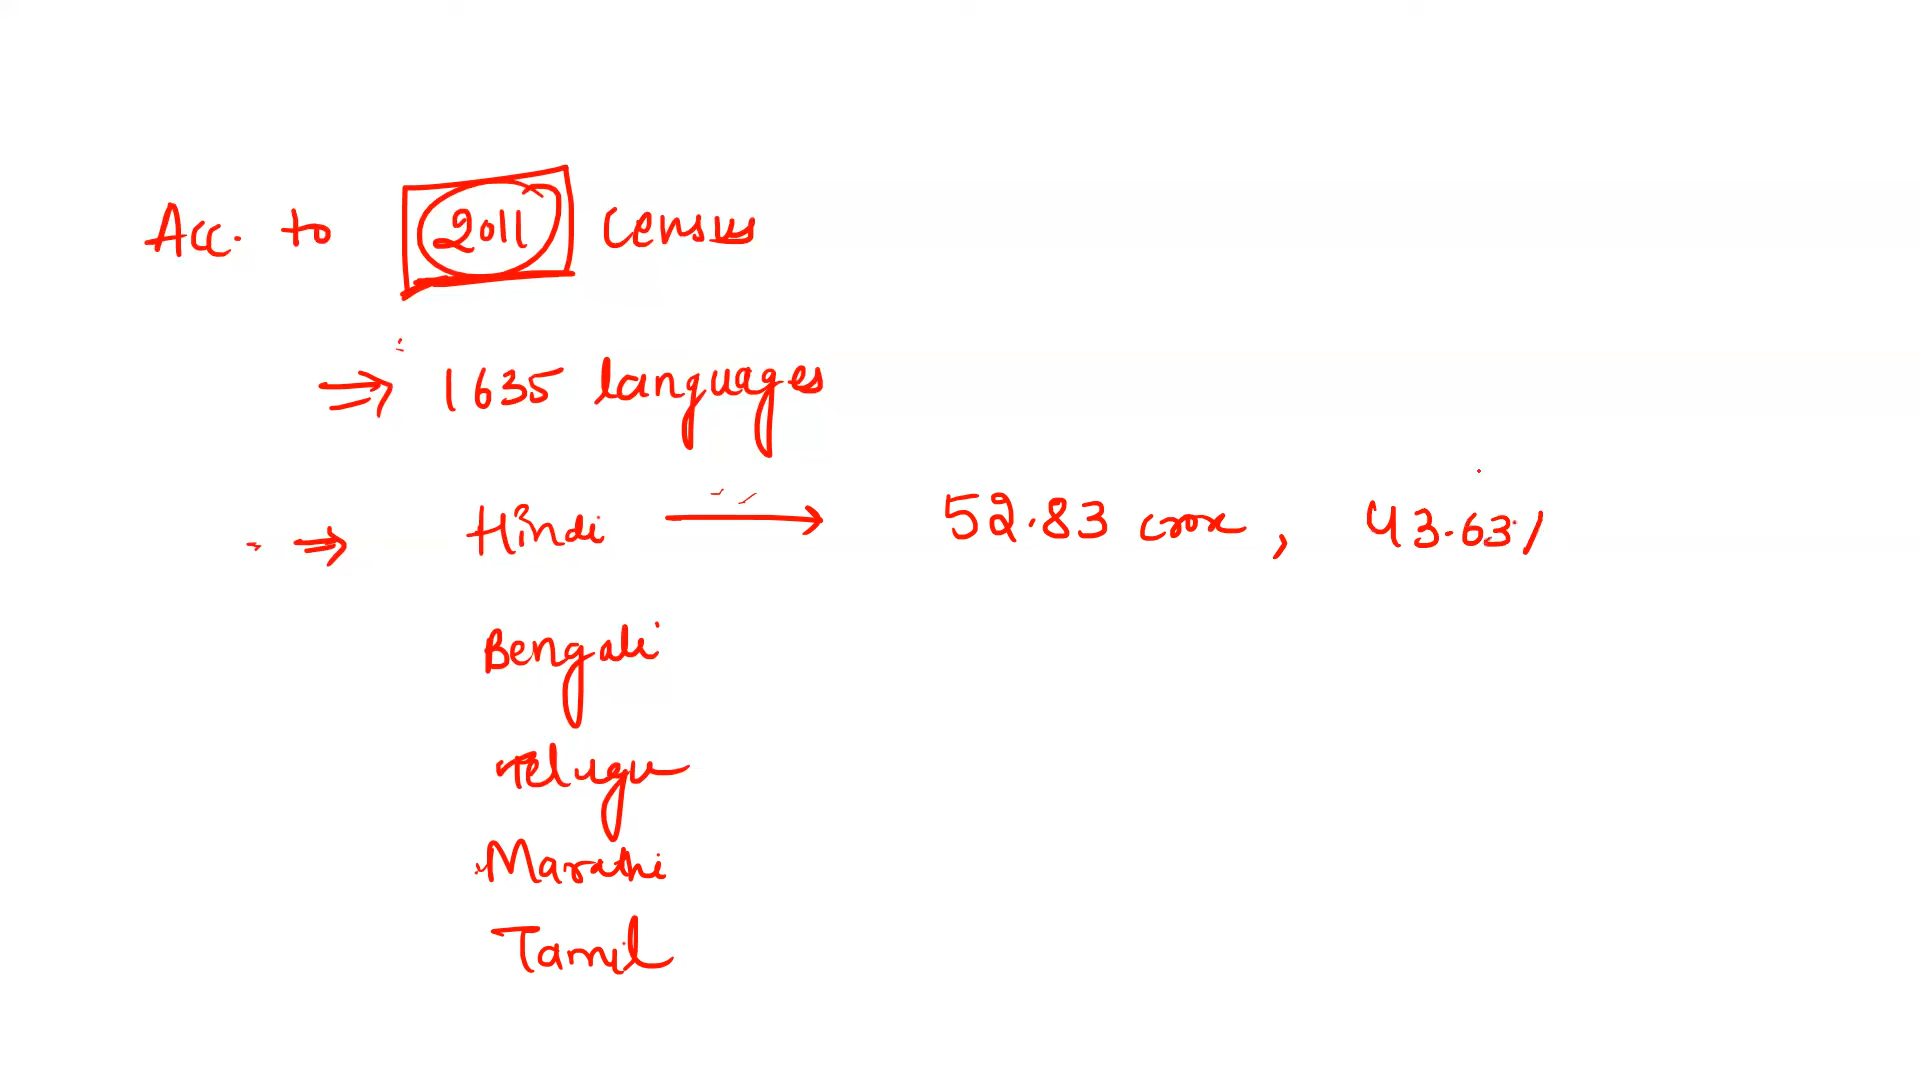 Acc. to 2011 Census
⇒ 1635 languages
⇒ Hindi → 52.83 crore, 43.63%
Bengali
Telugu
Marathi
Tamil